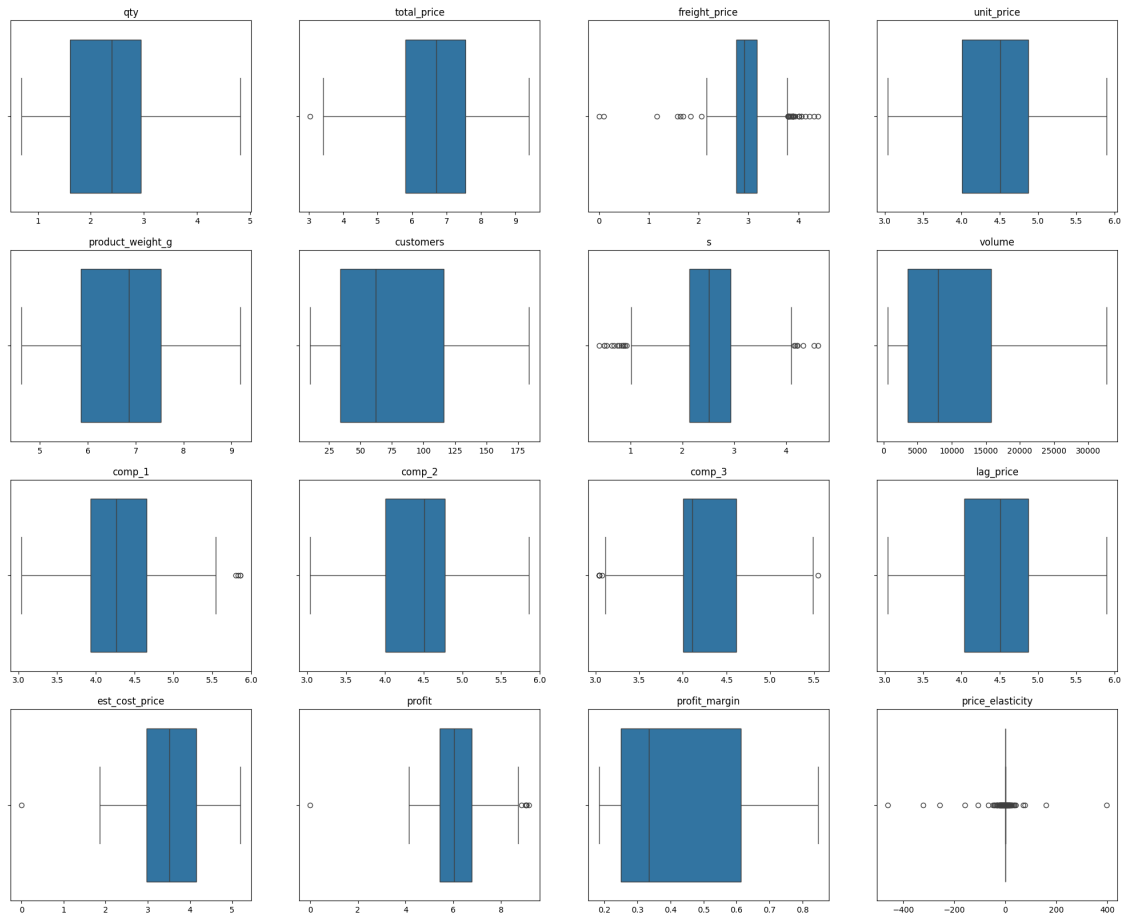 qty
total_price
freight_price
unit_price
1 2 3 4 5
3 4 5 6 7 8 9
0 1 2 3 4
3.0 3.5 4.0 4.5 5.0 5.5 6.0
product_weight_g
customers
s
volume
5 6 7 8 9
25 50 75 100 125 150 175
1 2 3 4
0 5000 10000 15000 20000 25000 30000
comp_1
comp_2
comp_3
lag_price
3.0 3.5 4.0 4.5 5.0 5.5 6.0
3.0 3.5 4.0 4.5 5.0 5.5 6.0
3.0 3.5 4.0 4.5 5.0 5.5
3.0 3.5 4.0 4.5 5.0 5.5 6.0
est_cost_price
profit
profit_margin
price_elasticity
0 1 2 3 4 5
0 2 4 6 8
0.2 0.3 0.4 0.5 0.6 0.7 0.8
−400 −200 0 200 400